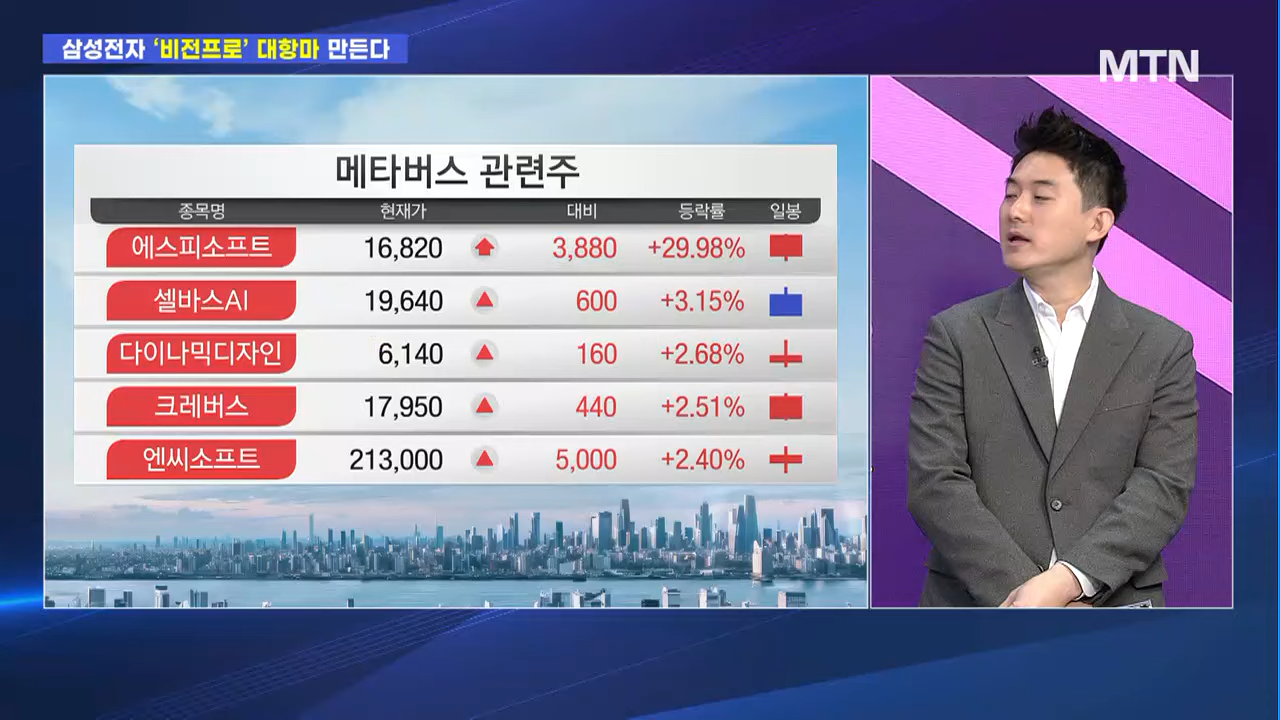 삼성전자 ‘비전프로’ 대항마 만든다
MTN
메타버스 관련주
종목명 현재가 대비 등락률 일봉
에스피소프트 16,820 3,880 +29.98%
셀바스AI 19,640 600 +3.15%
다이나믹디자인 6,140 160 +2.68%
크레버스 17,950 440 +2.51%
엔씨소프트 213,000 5,000 +2.40%